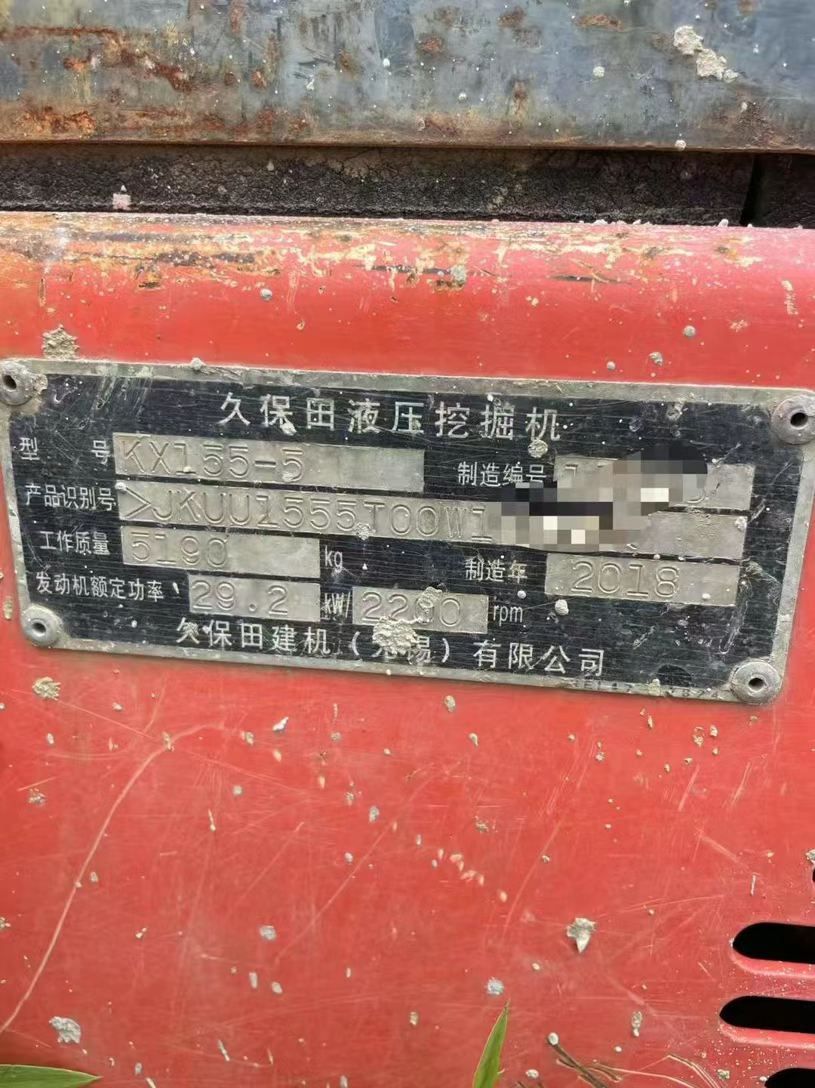 久保田液压挖掘机
型 号 KX155-5 制造编号 1
产品识别号 >JKUU1555T00W1
工作质量 5190 kg 制造年 2018
发动机额定功率 29.2 kW/ 2200 rpm
久保田建机（无锡）有限公司